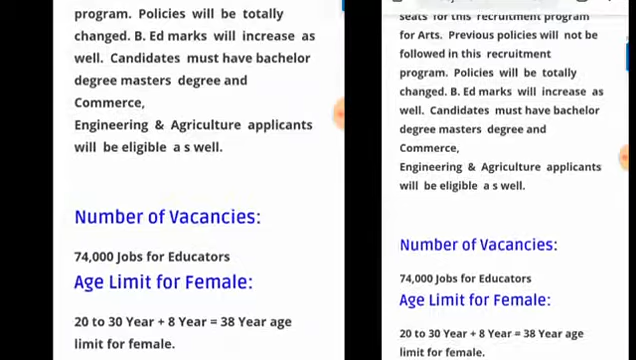 program. Policies will be totally
changed. B. Ed marks will increase as
well. Candidates must have bachelor
degree masters degree and
Commerce,
Engineering & Agriculture applicants
will be eligible a s well.
Number of Vacancies:
74,000 Jobs for Educators
Age Limit for Female:
20 to 30 Year + 8 Year = 38 Year age
limit for female.
seats for this recruitment program
for Arts. Previous policies will not be
followed in this recruitment
program. Policies will be totally
changed. B. Ed marks will increase as
well. Candidates must have bachelor
degree masters degree and
Commerce,
Engineering & Agriculture applicants
will be eligible a s well.
Number of Vacancies:
74,000 Jobs for Educators
Age Limit for Female:
20 to 30 Year + 8 Year = 38 Year age
limit for female.